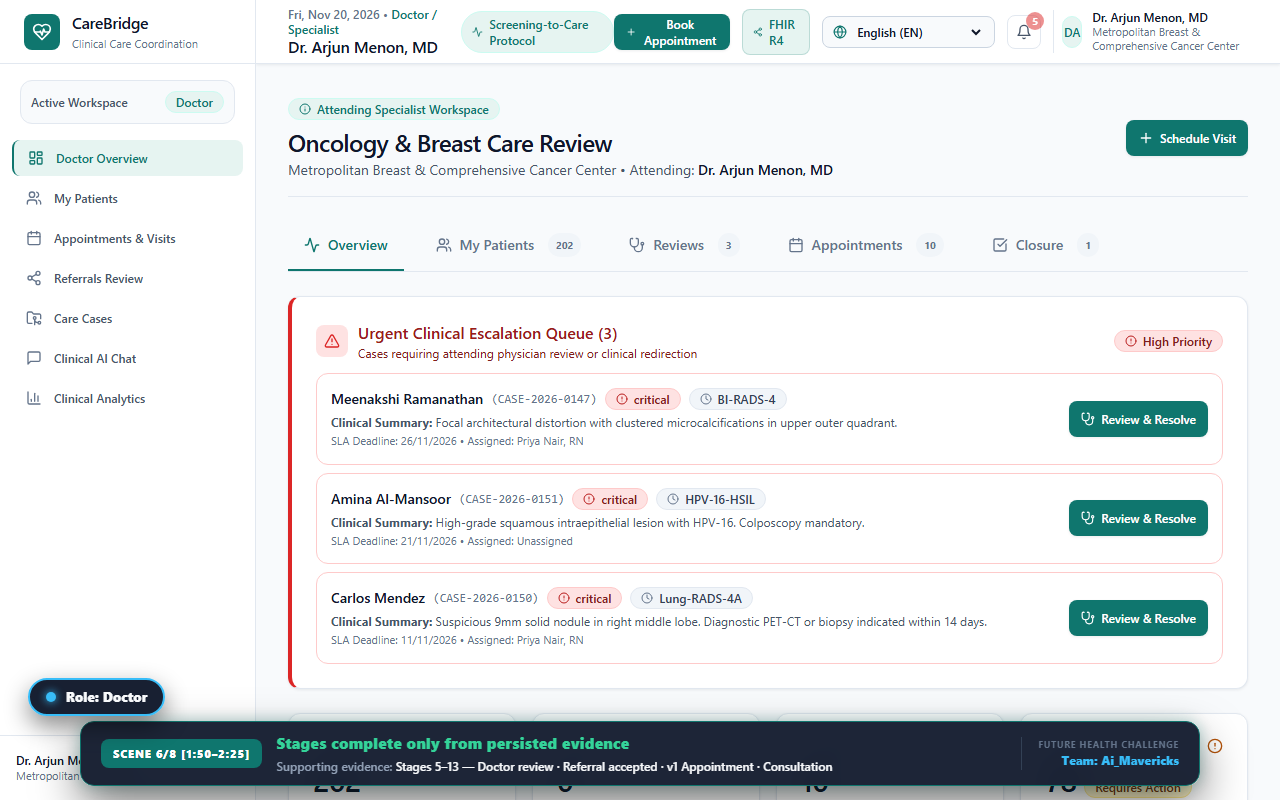 CareBridge
Clinical Care Coordination
Fri, Nov 20, 2026 • Doctor /
Specialist
Dr. Arjun Menon, MD
Screening-to-Care
Protocol
Book
Appointment
FHIR
R4
English (EN)
5
DA
Dr. Arjun Menon, MD
Metropolitan Breast &
Comprehensive Cancer Center
Active Workspace
Doctor
Doctor Overview
My Patients
Appointments & Visits
Referrals Review
Care Cases
Clinical AI Chat
Clinical Analytics
Attending Specialist Workspace
Oncology & Breast Care Review
Metropolitan Breast & Comprehensive Cancer Center • Attending: Dr. Arjun Menon, MD
Schedule Visit
Overview
My Patients 202
Reviews 3
Appointments 10
Closure 1
Urgent Clinical Escalation Queue (3)
Cases requiring attending physician review or clinical redirection
High Priority
Meenakshi Ramanathan (CASE-2026-0147) critical BI-RADS-4
Clinical Summary: Focal architectural distortion with clustered microcalcifications in upper outer quadrant.
SLA Deadline: 26/11/2026 • Assigned: Priya Nair, RN
Review & Resolve
Amina Al-Mansoor (CASE-2026-0151) critical HPV-16-HSIL
Clinical Summary: High-grade squamous intraepithelial lesion with HPV-16. Colposcopy mandatory.
SLA Deadline: 21/11/2026 • Assigned: Unassigned
Review & Resolve
Carlos Mendez (CASE-2026-0150) critical Lung-RADS-4A
Clinical Summary: Suspicious 9mm solid nodule in right middle lobe. Diagnostic PET-CT or biopsy indicated within 14 days.
SLA Deadline: 11/11/2026 • Assigned: Priya Nair, RN
Review & Resolve
Role: Doctor
Dr. Arjun
Metropolitan
SCENE 6/8 [1:50–2:25]
Stages complete only from persisted evidence
Supporting evidence: Stages 5–13 — Doctor review · Referral accepted · v1 Appointment · Consultation
FUTURE HEALTH CHALLENGE
Team: Ai_Mavericks
Requires Action